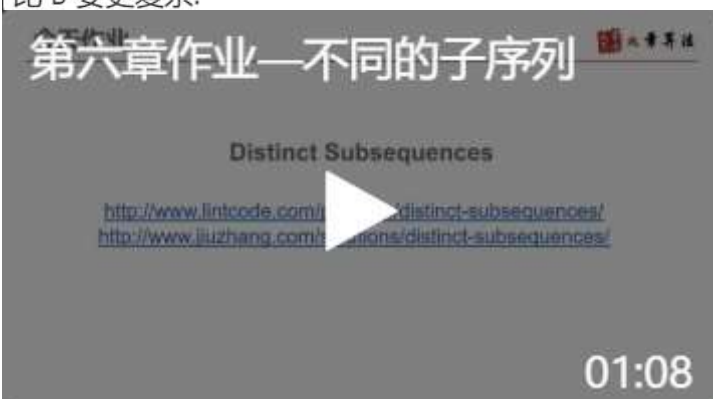 第六章作业—不同的子序列
Distinct Subsequences
http://www.lintcode.com/ distinct-subsequences/
http://www.jiuzhang.com/ ons/distinct-subsequences/
01:08